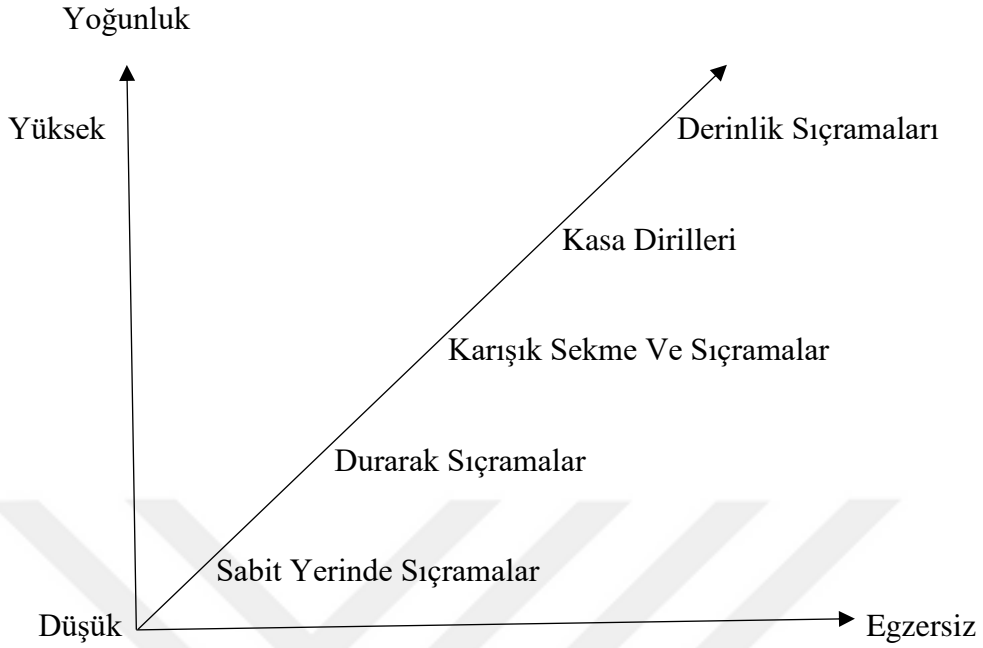 Yoğunluk
Yüksek
Derinlik Sıçramaları
Kasa Dirilleri
Karışık Sekme Ve Sıçramalar
Durarak Sıçramalar
Sabit Yerinde Sıçramalar
Düşük
Egzersiz